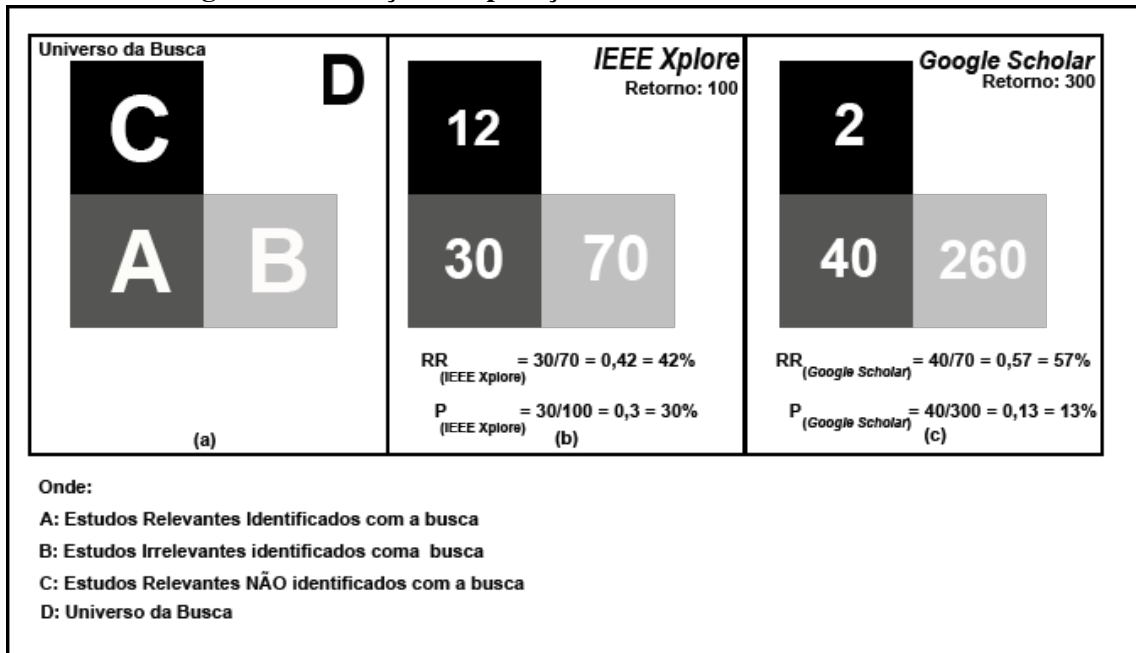 Universo da Busca
D
C
A
B
(a)
IEEE Xplore
Retorno: 100
12
30
70
RR(IEEE Xplore) = 30/70 = 0,42 = 42%
P(IEEE Xplore) = 30/100 = 0,3 = 30%
(b)
Google Scholar
Retorno: 300
2
40
260
RR(Google Scholar) = 40/70 = 0,57 = 57%
P(Google Scholar) = 40/300 = 0,13 = 13%
(c)
Onde:
A: Estudos Relevantes Identificados com a busca
B: Estudos Irrelevantes identificados coma busca
C: Estudos Relevantes NÃO identificados com a busca
D: Universo da Busca